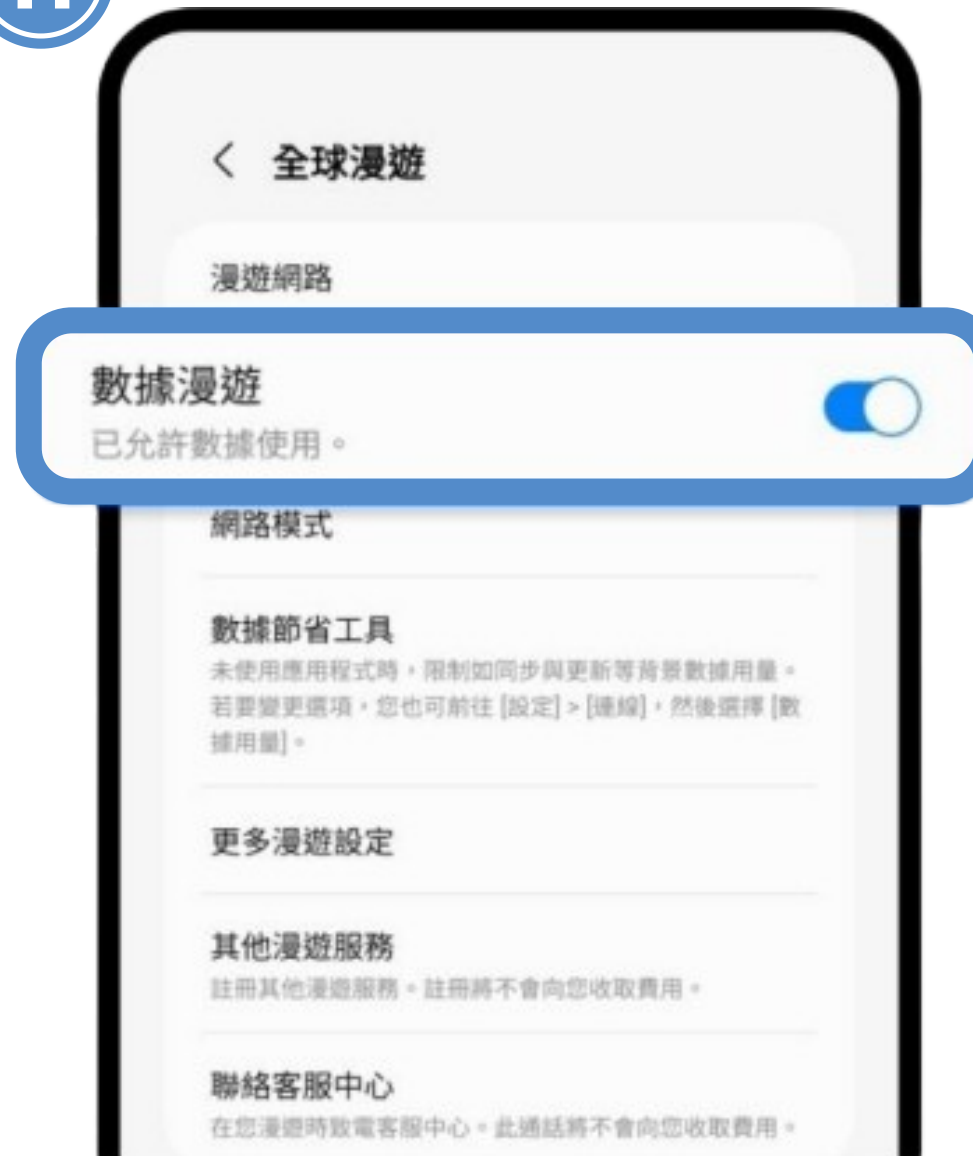 全球漫遊
漫遊網路
數據漫遊
已允許數據使用。
網路模式
數據節省工具
未使用應用程式時，限制如同步與更新等背景數據用量。
若要變更選項，您也可前往 [設定] > [連線]，然後選擇 [數
據用量]。
更多漫遊設定
其他漫遊服務
註冊其他漫遊服務。註冊將不會向您收取費用。
聯絡客服中心
在您漫遊時致電客服中心。此通話將不會向您收取費用。